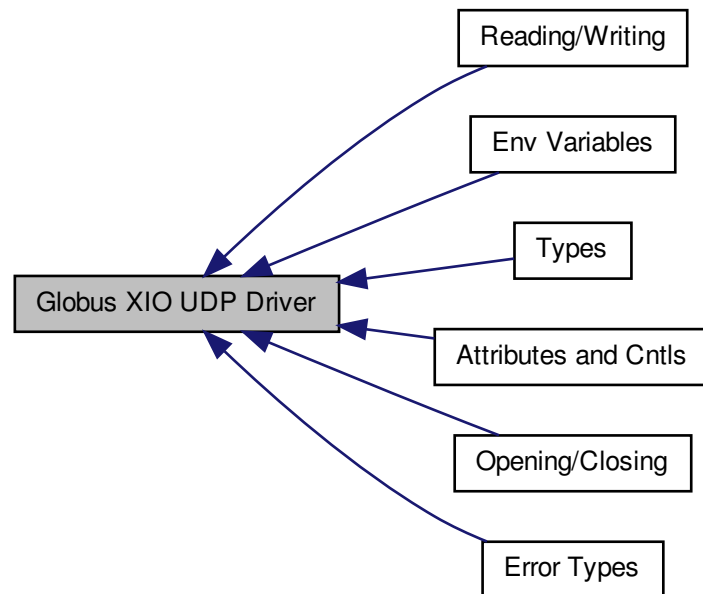 Reading/Writing
Env Variables
Types
Globus XIO UDP Driver
Attributes and Cntls
Opening/Closing
Error Types